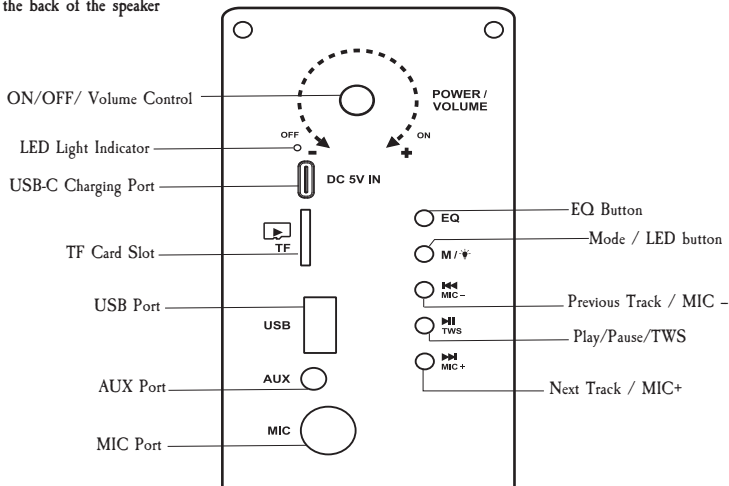 the back of the speaker
ON/OFF/ Volume Control
POWER /
VOLUME
OFF
ON
-
+
LED Light Indicator
USB-C Charging Port
DC 5V IN
EQ
EQ Button
M /
Mode / LED button
TF
TF Card Slot
MIC –
Previous Track / MIC –
USB Port
USB
TWS
Play/Pause/TWS
MIC +
Next Track / MIC+
AUX
AUX Port
MIC
MIC Port